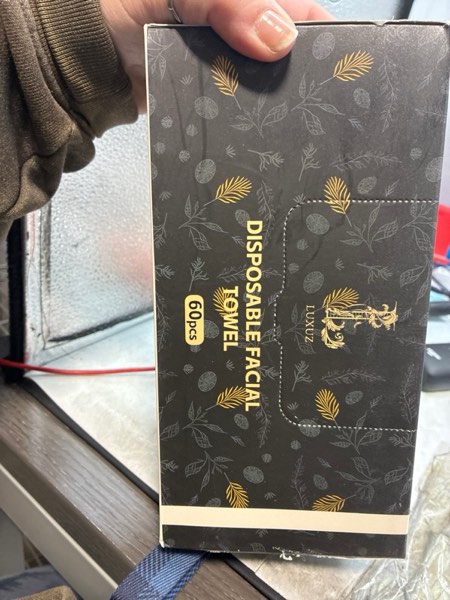 LUXUZ
DISPOSABLE FACIAL
TOWEL
60pcs